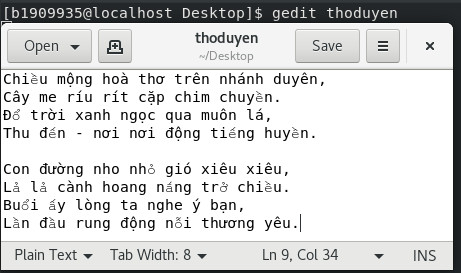 [b1909935@localhost Desktop]$ gedit thoduyen
Open
thoduyen
~/Desktop
Save
Chiều mộng hoà thơ trên nhánh duyên,
Cây me ríu rít cặp chim chuyền.
Đổ trời xanh ngọc qua muôn lá,
Thu đến - nơi nơi động tiếng huyền.
Con đường nho nhỏ gió xiêu xiêu,
Lả lả cành hoang nắng trở chiều.
Buổi ấy lòng ta nghe ý bạn,
Lần đầu rung động nỗi thương yêu.
Plain Text Tab Width: 8 Ln 9, Col 34 INS